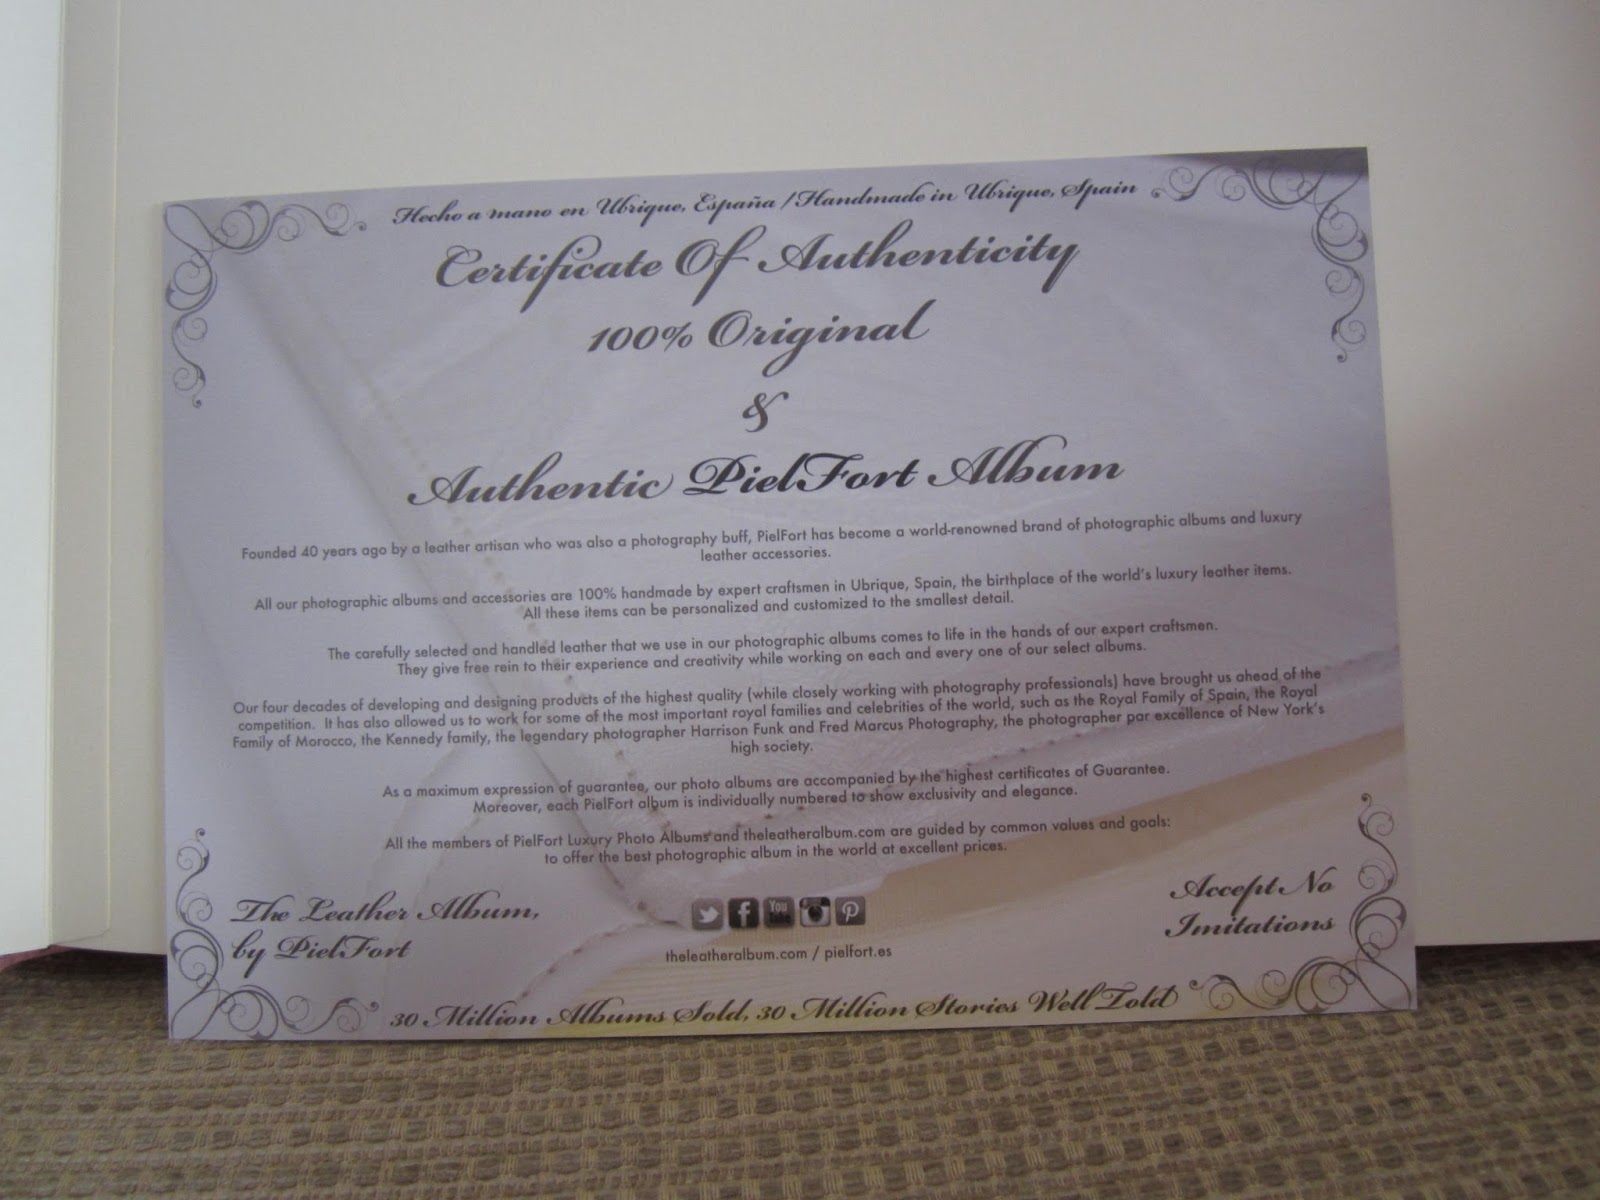 Hecho a mano en Ubrique, España / Handmade in Ubrique, Spain
Certificate Of Authenticity
100% Original
&
Authentic PielFort Album
Founded 40 years ago by a leather artisan who was also a photography buff, PielFort has become a world-renowned brand of photographic albums and luxury
leather accessories.
All our photographic albums and accessories are 100% handmade by expert craftsmen in Ubrique, Spain, the birthplace of the world's luxury leather items.
All these items can be personalized and customized to the smallest detail.
The carefully selected and handled leather that we use in our photographic albums comes to life in the hands of our expert craftsmen.
They give free rein to their experience and creativity while working on each and every one of our select albums.
Our four decades of developing and designing products of the highest quality (while closely working with photography professionals) have brought us ahead of the
competition. It has also allowed us to work for some of the most important royal families and celebrities of the world, such as the Royal Family of Spain, the Royal
Family of Morocco, the Kennedy family, the legendary photographer Harrison Funk and Fred Marcus Photography, the photographer par excellence of New York's
high society.
As a maximum expression of guarantee, our photo albums are accompanied by the highest certificates of Guarantee.
Moreover, each PielFort album is individually numbered to show exclusivity and elegance.
All the members of PielFort Luxury Photo Albums and theleatheralbum.com are guided by common values and goals:
to offer the best photographic album in the world at excellent prices.
The Leather Album,
by PielFort
You Tube
theleatheralbum.com / pielfort.es
Accept No
Imitations
30 Million Albums Sold, 30 Million Stories Well Told